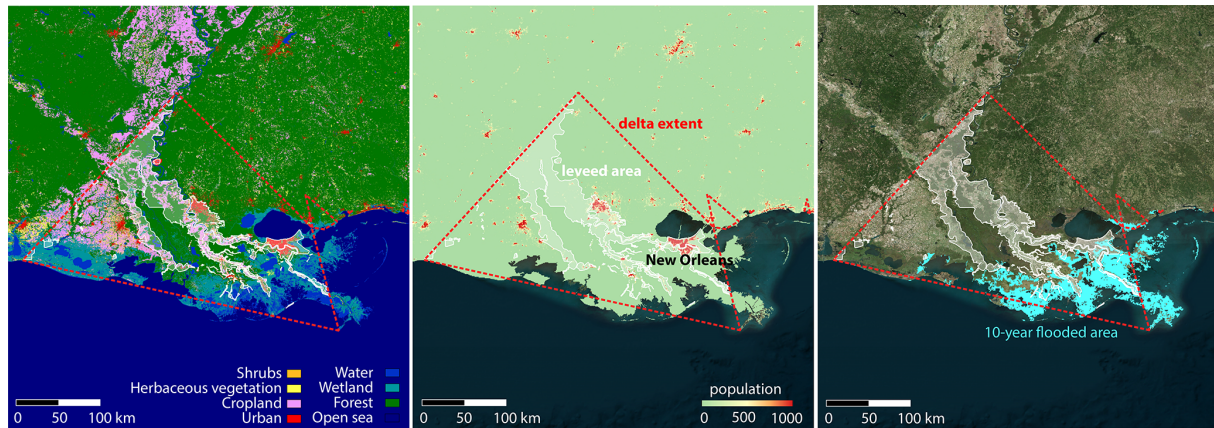 Shrubs
Water
Herbaceous vegetation
Wetland
Cropland
Forest
Urban
Open sea
0 50 100 km
delta extent
leveed area
New Orleans
population
0 500 1000
0 50 100 km
10-year flooded area
0 50 100 km